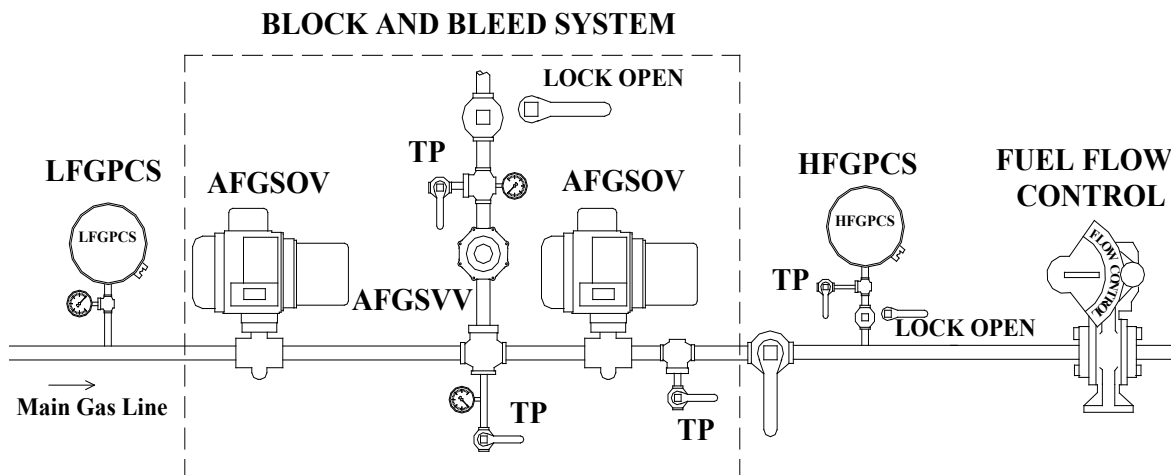 BLOCK AND BLEED SYSTEM
LOCK OPEN
TP
LFGPCS
AFGSOV
AFGSOV
HFGPCS
FUEL FLOW
CONTROL
LFGPCS
HFGPCS
FLOW CONTROL
TP
AFGSVV
LOCK OPEN
Main Gas Line
TP
TP